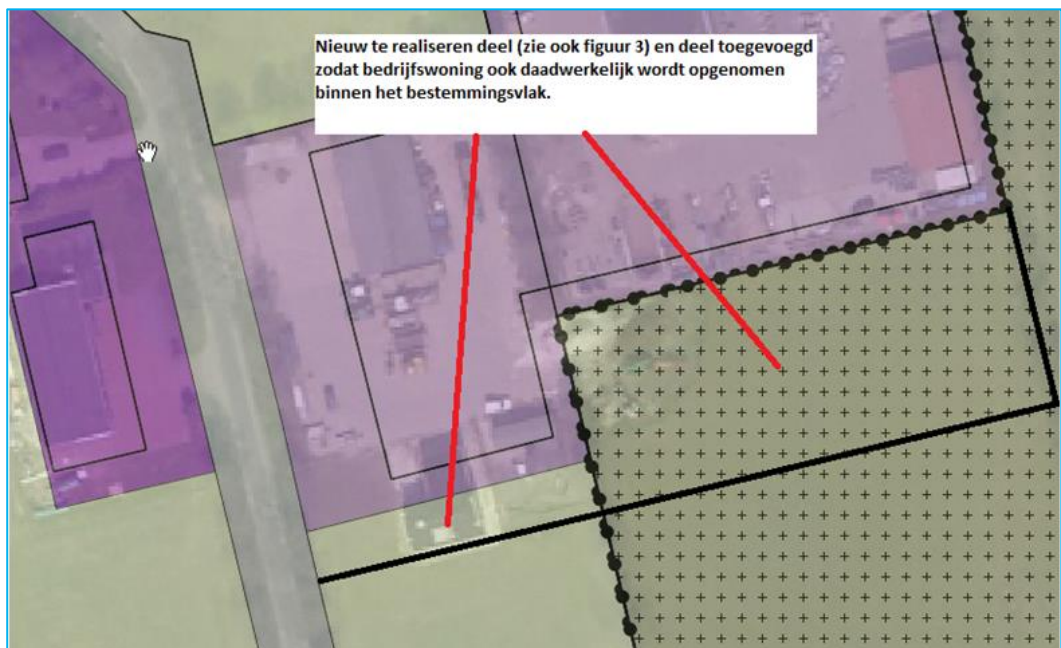 Nieuw te realiseren deel (zie ook figuur 3) en deel toegevoegd
zodat bedrijfswoning ook daadwerkelijk wordt opgenomen
binnen het bestemmingsvlak.